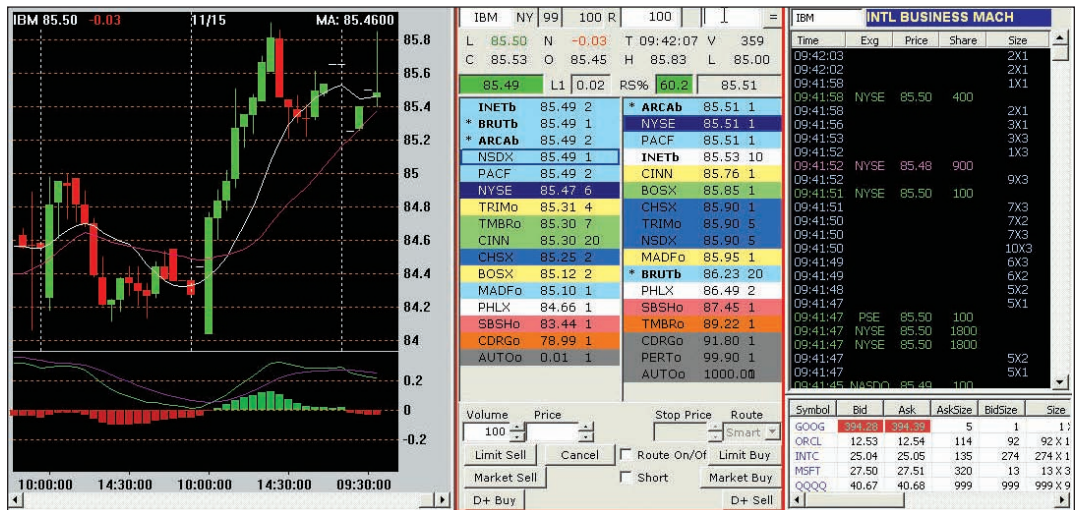 IBM 85.50 -0.03 11/15 MA: 85.4600
85.8
85.6
85.4
85.2
85
84.8
84.6
84.4
84.2
84
0.2
0
-0.2
10:00:00 14:30:00 10:00:00 14:30:00 09:30:00
IBM NY 99 100 R 100 =
L 85.50 N -0.03 T 09:42:07 V 359
C 85.53 O 85.45 H 85.83 L 85.00
85.49 L1 0.02 RS% 60.2 85.51
INETb 85.49 2 * ARCAb 85.51 1
* BRUTb 85.49 1 NYSE 85.51 1
* ARCAb 85.49 2 PACF 85.51 1
NSDX 85.49 1 INETb 85.53 10
PACF 85.49 2 CINN 85.76 1
NYSE 85.47 6 BOSX 85.85 1
TRIMo 85.31 4 CHSX 85.90 1
TMBRo 85.30 7 TRIMo 85.90 5
CINN 85.30 20 NSDX 85.90 5
CHSX 85.25 2 MADFo 85.95 1
BOSX 85.12 2 * BRUTb 86.23 20
MADFo 85.10 1 PHLX 86.49 2
PHLX 84.66 1 SBSHo 87.45 1
SBSHo 83.44 1 TMBRo 89.22 1
CDRGo 78.99 1 CDRGo 91.80 1
AUTOo 0.01 1 PERTo 99.90 1
AUTOo 1000.00
Volume Price Stop Price Route
100 Smart
Limit Sell Cancel Route On/Of Limit Buy
Market Sell Short Market Buy
D+ Buy D+ Sell
IBM INTL BUSINESS MACH
Time Exg Price Share Size
09:42:03 2X1
09:42:02 2X1
09:41:58 1X1
09:41:58 NYSE 85.50 400
09:41:58 2X1
09:41:56 3X1
09:41:53 3X3
09:41:52 1X3
09:41:52 NYSE 85.48 900
09:41:52 9X3
09:41:51 NYSE 85.50 100
09:41:51 7X3
09:41:50 7X2
09:41:50 7X3
09:41:50 10X3
09:41:49 6X3
09:41:49 6X2
09:41:48 5X2
09:41:47 5X1
09:41:47 PSE 85.50 100
09:41:47 NYSE 85.50 1800
09:41:47 NYSE 85.50 1800
09:41:47 5X2
09:41:47 5X1
09:41:45 NASDQ 85.49 100
Symbol Bid Ask AskSize BidSize Size
GOOG 394.28 394.39 5 1 1
ORCL 12.53 12.54 114 92 92 X 1
INTC 25.04 25.05 135 274 274 X 1
MSFT 27.50 27.51 320 13 13 X 3
QQQQ 40.67 40.68 999 999 999 X 9